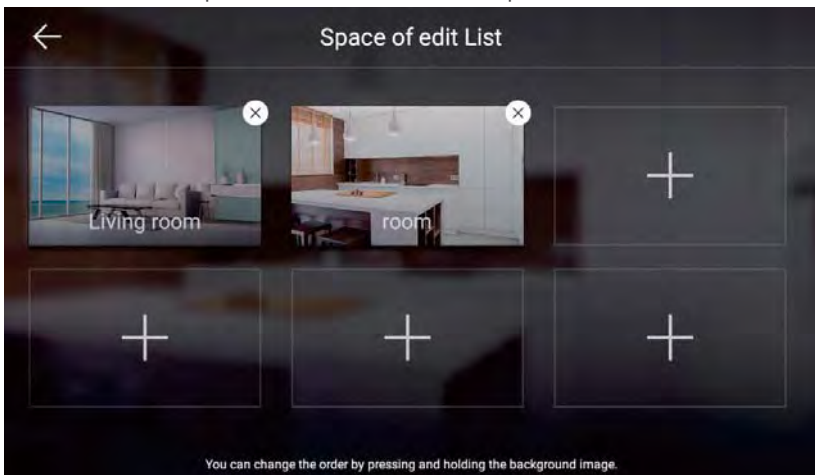 Space of edit List
Living room
room
You can change the order by pressing and holding the background image.